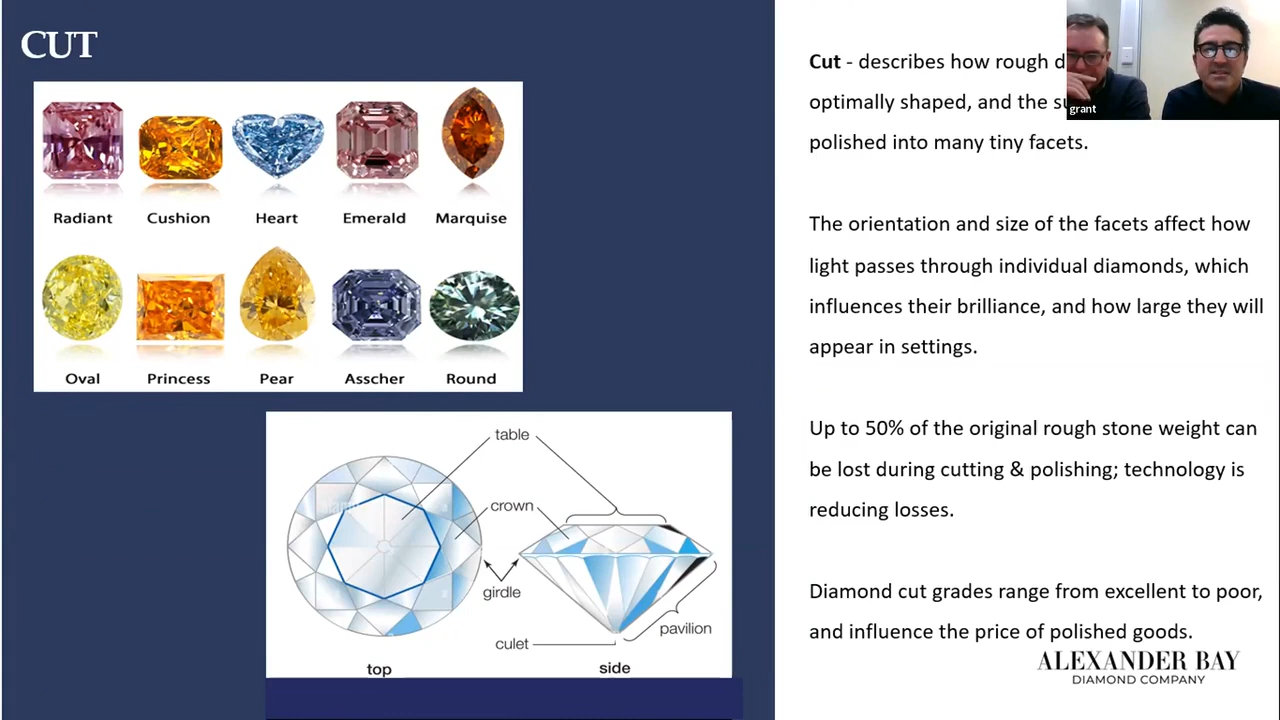 CUT
Radiant Cushion Heart Emerald Marquise
Oval Princess Pear Asscher Round
table
crown
girdle
culet
pavilion
top side
Cut - describes how rough d
optimally shaped, and the su
polished into many tiny facets.
The orientation and size of the facets affect how
light passes through individual diamonds, which
influences their brilliance, and how large they will
appear in settings.
Up to 50% of the original rough stone weight can
be lost during cutting & polishing; technology is
reducing losses.
Diamond cut grades range from excellent to poor,
and influence the price of polished goods.
ALEXANDER BAY
DIAMOND COMPANY
grant